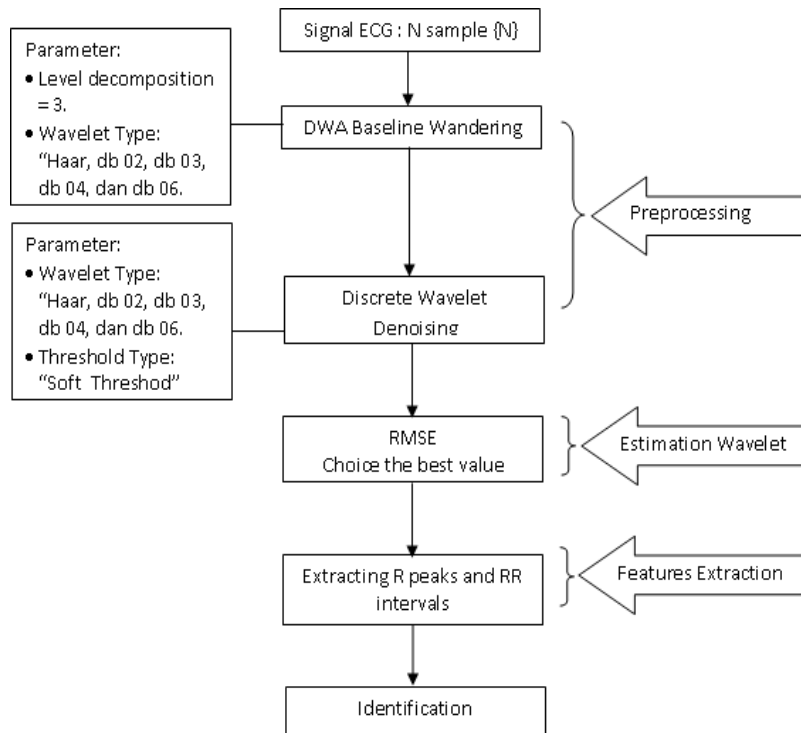 Signal ECG : N sample {N}
Parameter:
• Level decomposition
= 3.
• Wavelet Type:
“Haar, db 02, db 03,
db 04, dan db 06.
DWA Baseline Wandering
Preprocessing
Parameter:
• Wavelet Type:
“Haar, db 02, db 03,
db 04, dan db 06.
• Threshold Type:
“Soft Threshod”
Discrete Wavelet
Denoising
RMSE
Choice the best value
Estimation Wavelet
Extracting R peaks and RR
intervals
Features Extraction
Identification